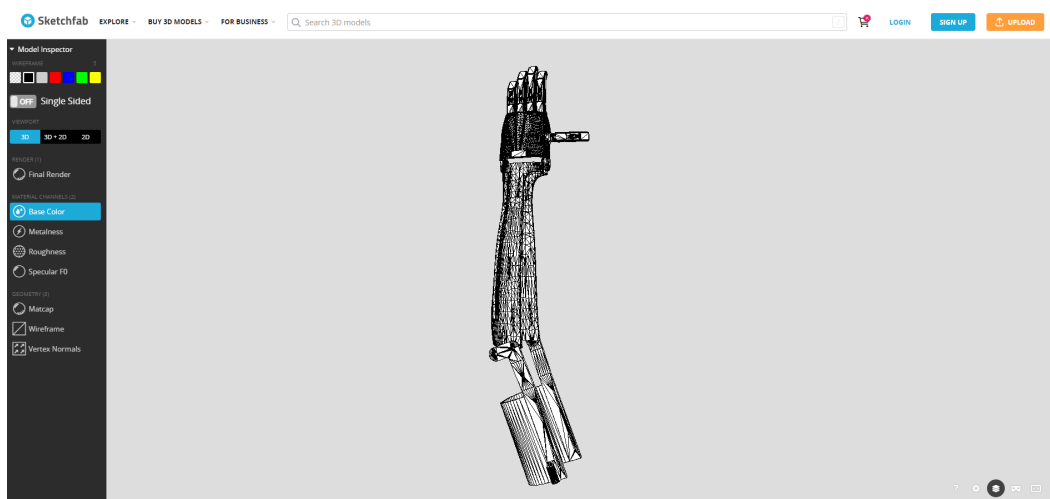 Sketchfab EXPLORE BUY 3D MODELS FOR BUSINESS Search 3D models / 0 LOGIN SIGN UP UPLOAD
Model Inspector
WIREFRAME
OFF Single Sided
VIEWPORT
3D 3D + 2D 2D
RENDER (1)
Final Render
MATERIAL CHANNELS (2)
Base Color
Metalness
Roughness
Specular F0
GEOMETRY (3)
Matcap
Wireframe
Vertex Normals
?